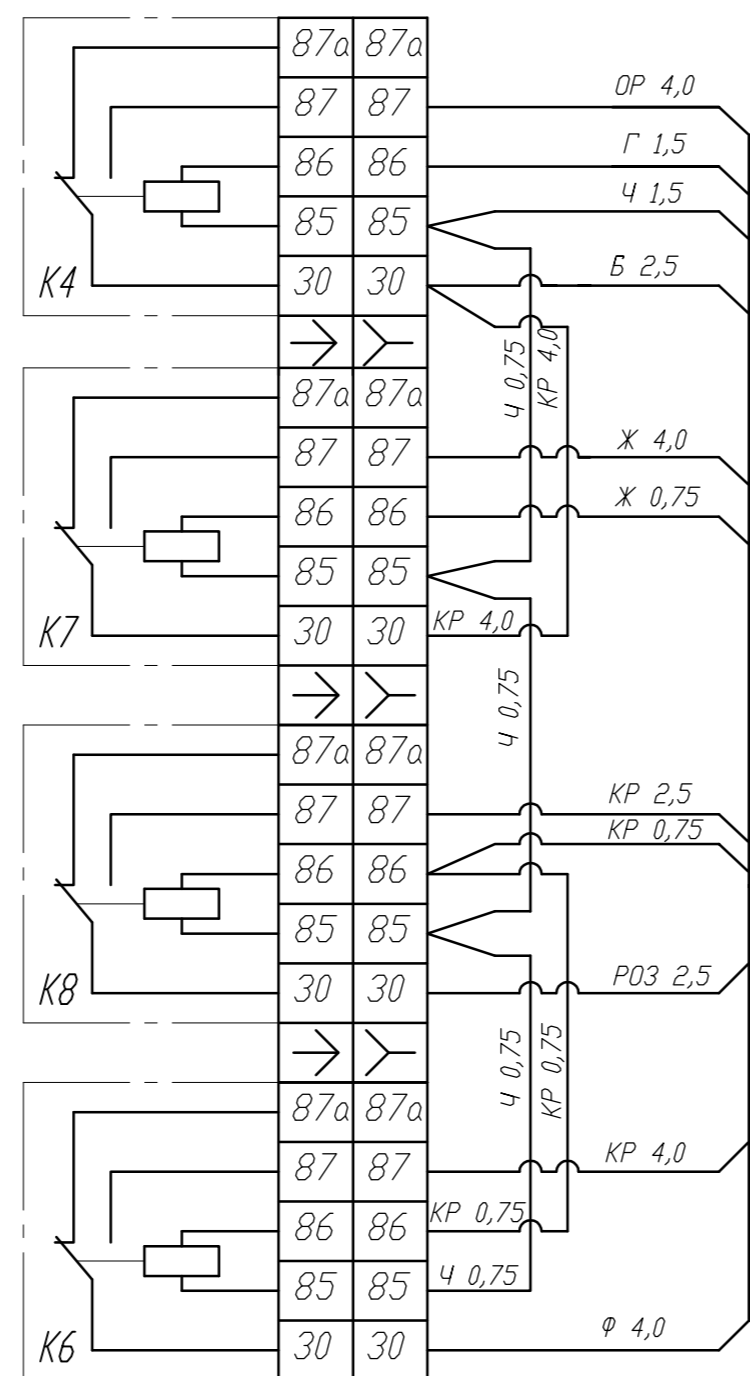 87а 87а
87 87 ОР 4,0
86 86 Г 1,5
85 85 Ч 1,5
К4 30 30 Б 2,5
Ч 0,75
КР 4,0
87а 87а
87 87 Ж 4,0
86 86 Ж 0,75
85 85
К7 30 30 КР 4,0
Ч 0,75
87а 87а
87 87 КР 2,5
КР 0,75
86 86
85 85
К8 30 30 РОЗ 2,5
Ч 0,75
КР 0,75
87а 87а
87 87 КР 4,0
86 86 КР 0,75
85 85 Ч 0,75
К6 30 30 Ф 4,0